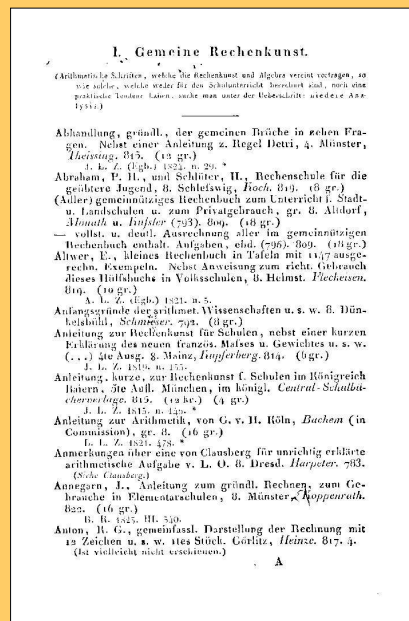 I. Gemeine Rechenkunst.
(Arithmetische Schriften, welche die Rechenkunst und Algebra vereint vortragen, so
wie solche, welche weder für den Schulunterricht berechnet sind, noch eine
praktische Tendenz haben, suche man unter der Ueberschrift: niedere Ana-
lysis.)
Abhandlung, gründl., der gemeinen Brüche in zehen Fra-
gen. Nebst einer Anleitung z. Regel Detri, 4. Münster,
Theissing. 815. (12 gr.)
J. L. Z. (Egb.) 1824. n. 29. *
Abraham, P. H., und Schlüter, H., Rechenschule für die
geübtere Jugend, 8. Schleswig, Koch. 819. (8 gr.)
(Adler) gemeinnütziges Rechenbuch zum Unterricht f. Stadt-
u. Landschulen u. zum Privatgebrauch, gr. 8. Altdorf,
Monath u. Kussler (793). 809. (18 gr.)
— vollst. u. deutl. Ausrechnung aller im gemeinnützigen
Rechenbuch enthalt. Aufgaben, ebd. (796). 809. (18 gr.)
Altwer, E., kleines Rechenbuch in Tafeln mit 1147 ausge-
rechn. Exempeln. Nebst Anweisung zum richt. Gebrauch
dieses Hülfsbuchs in Volksschulen, 8. Helmst. Fleckeisen.
819. (10 gr.)
A. L. Z. (Egb.) 1821. n. 5.
Anfangsgründe der arithmet. Wissenschaften u. s. w. 8. Dün-
kelsbühl, Schmieser. 792. (8 gr.)
Anleitung zur Rechenkunst für Schulen, nebst einer kurzen
Erklärung des neuen französ. Maſses u. Gewichtes u. s. w.
(...) 4te Ausg. 8. Mainz, Kupferberg. 814. (6 gr.)
J. L. Z. 1819. n. 155.
Anleitung, kurze, zur Rechenkunst f. Schulen im Königreich
Baiern, 5te Aufl. München, im königl. Central-Schulbü-
cherverlage. 815. (12 kr.) (4 gr.)
J. L. Z. 1815. n. 149. *
Anleitung zur Arithmetik, von G. v. H. Köln, Bachem (in
Commission), gr. 8. (16 gr.)
L. L. Z. 1821. 478. *
Anmerkungen über eine von Clausberg für unrichtig erklärte
arithmetische Aufgabe v. L. O. 8. Dresd. Harpeter. 783.
(Siehe Clausberg.)
Annegarn, J., Anleitung zum gründl. Rechnen, zum Ge-
brauche in Elementarschulen, 8. Münster, Koppenrath.
822. (16 gr.)
B. R. 1825. III. 340.
Anton, R. G., gemeinfassl. Darstellung der Rechnung mit
12 Zeichen u. s. w. 1tes Stück. Görlitz, Heinze. 817. 4.
(Ist vielleicht nicht erschienen.)
A